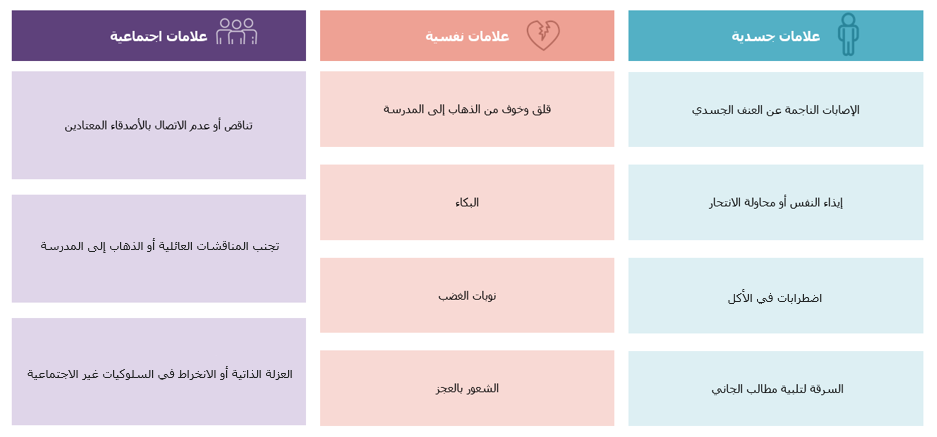 علامات جسدية
الإصابات الناجمة عن العنف الجسدي
إيذاء النفس أو محاولة الانتحار
اضطرابات في الأكل
السرقة لتلبية مطالب الجاني
علامات نفسية
قلق وخوف من الذهاب إلى المدرسة
البكاء
نوبات الغضب
الشعور بالعجز
علامات اجتماعية
تناقص أو عدم الاتصال بالأصدقاء المعتادين
تجنب المناقشات العائلية أو الذهاب إلى المدرسة
العزلة الذاتية أو الانخراط في السلوكيات غير الاجتماعية